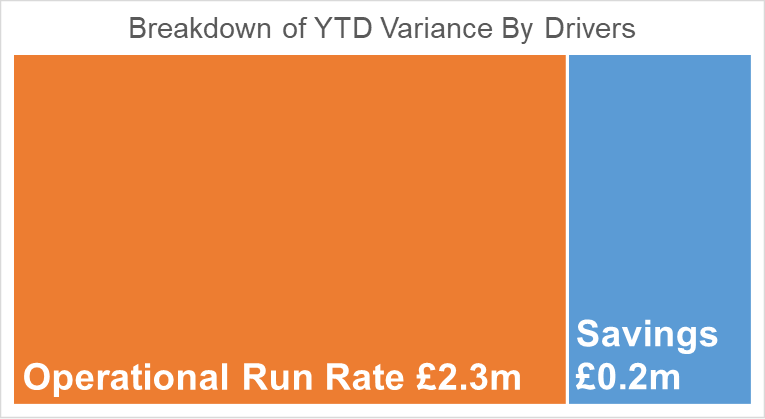 Breakdown of YTD Variance By Drivers
Operational Run Rate £2.3m
Savings
£0.2m